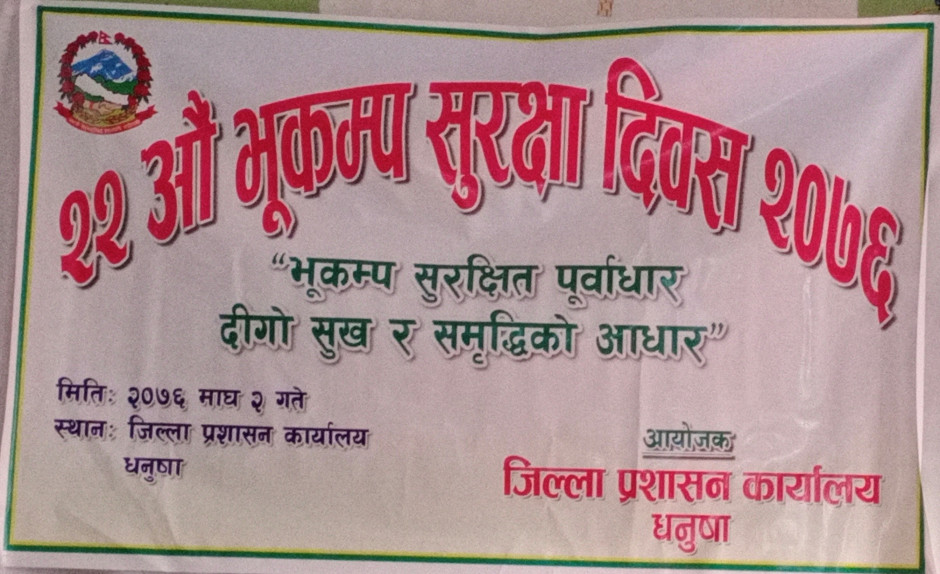 २२ औं भूकम्प सुरक्षा दिवस २०७६
“भूकम्प सुरक्षित पूर्वाधार
दीगो सुख र समृद्धिको आधार”
मितिः २०७६ माघ २ गते
स्थानः जिल्ला प्रशासन कार्यालय
धनुषा
आयोजक
जिल्ला प्रशासन कार्यालय
धनुषा